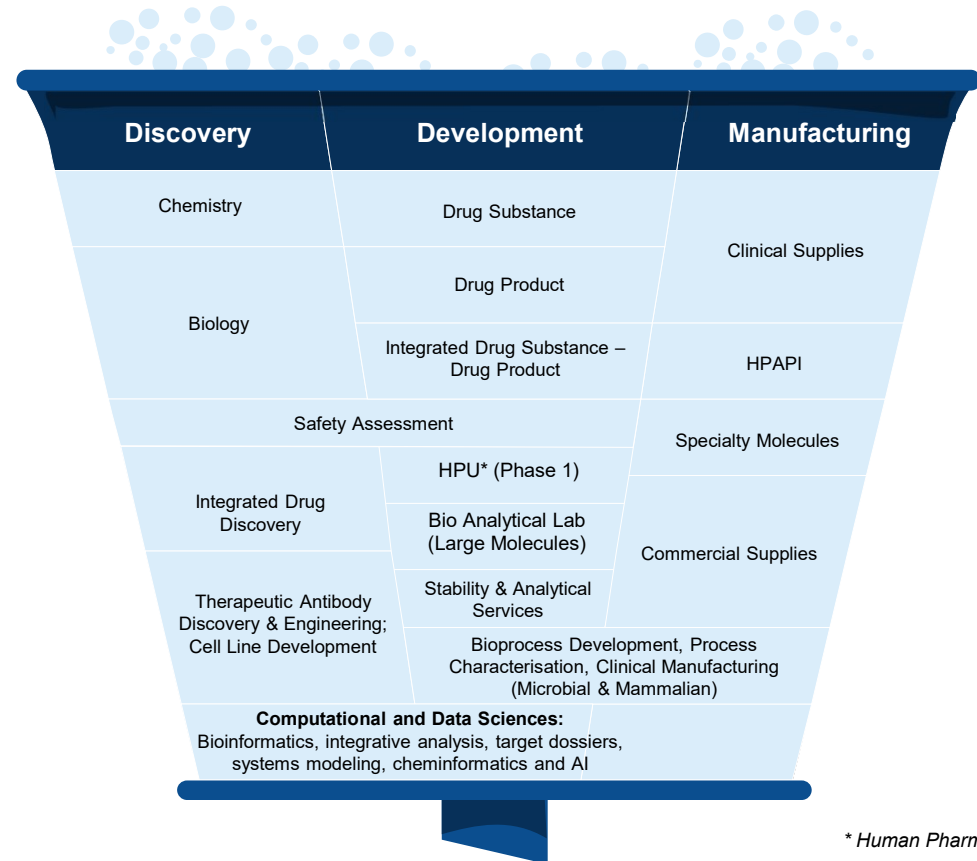 Discovery
Development
Manufacturing
Chemistry
Drug Substance
Clinical Supplies
Biology
Drug Product
Integrated Drug Substance –
Drug Product
HPAPI
Safety Assessment
Specialty Molecules
Integrated Drug
Discovery
HPU* (Phase 1)
Bio Analytical Lab
(Large Molecules)
Commercial Supplies
Therapeutic Antibody
Discovery & Engineering;
Cell Line Development
Stability & Analytical
Services
Bioprocess Development, Process
Characterisation, Clinical Manufacturing
(Microbial & Mammalian)
Computational and Data Sciences:
Bioinformatics, integrative analysis, target dossiers,
systems modeling, cheminformatics and AI
* Human Pharm